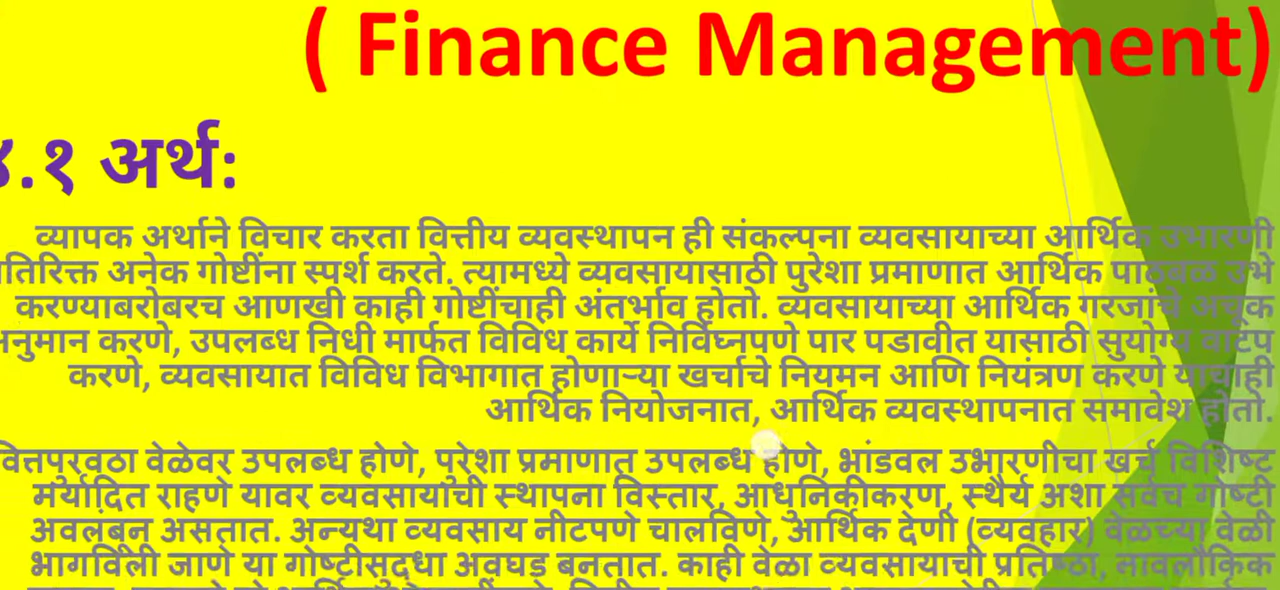 ( Finance Management)
४.१ अर्थ:
व्यापक अर्थाने विचार करता वित्तीय व्यवस्थापन ही संकल्पना व्यवसायाच्या आर्थिक उभारणी
अनेक गोष्टींना स्पर्श करते. त्यामध्ये व्यवसायासाठी पुरेशा प्रमाणात आर्थिक पाठबळ उभे
करण्याबरोबरच आणखी काही गोष्टींचाही अंतर्भाव होतो. व्यवसायाच्या आर्थिक गरजांचे अचूक
करणे, उपलब्ध निधी मार्फत विविध कार्ये निर्विघ्नपणे पार पडावीत यासाठी सुयोग्य वाटप
करणे, व्यवसायात विविध विभागात होणाऱ्या खर्चाचे नियमन आणि नियंत्रण करणे याचाही
आर्थिक नियोजनात, आर्थिक व्यवस्थापनात समावेश होतो.
वित्तपुरवठा वेळेवर उपलब्ध होणे, पुरेशा प्रमाणात उपलब्ध होणे, भांडवल उभारणीचा खर्च विशिष्ट
मर्यादित राहणे यावर व्यवसायांची स्थापना विस्तार, आधुनिकीकरण, स्थैर्य अशा सर्वच गोष्टी
अवलंबून असतात. अन्यथा व्यवसाय नीटपणे चालविणे, आर्थिक देणी (व्यवहार) वेळच्या वेळी
भागविली जाणे या गोष्टीसुद्धा अवघड बनतात. काही वेळा व्यवसायाची प्रतिष्ठा, नावलौकिक